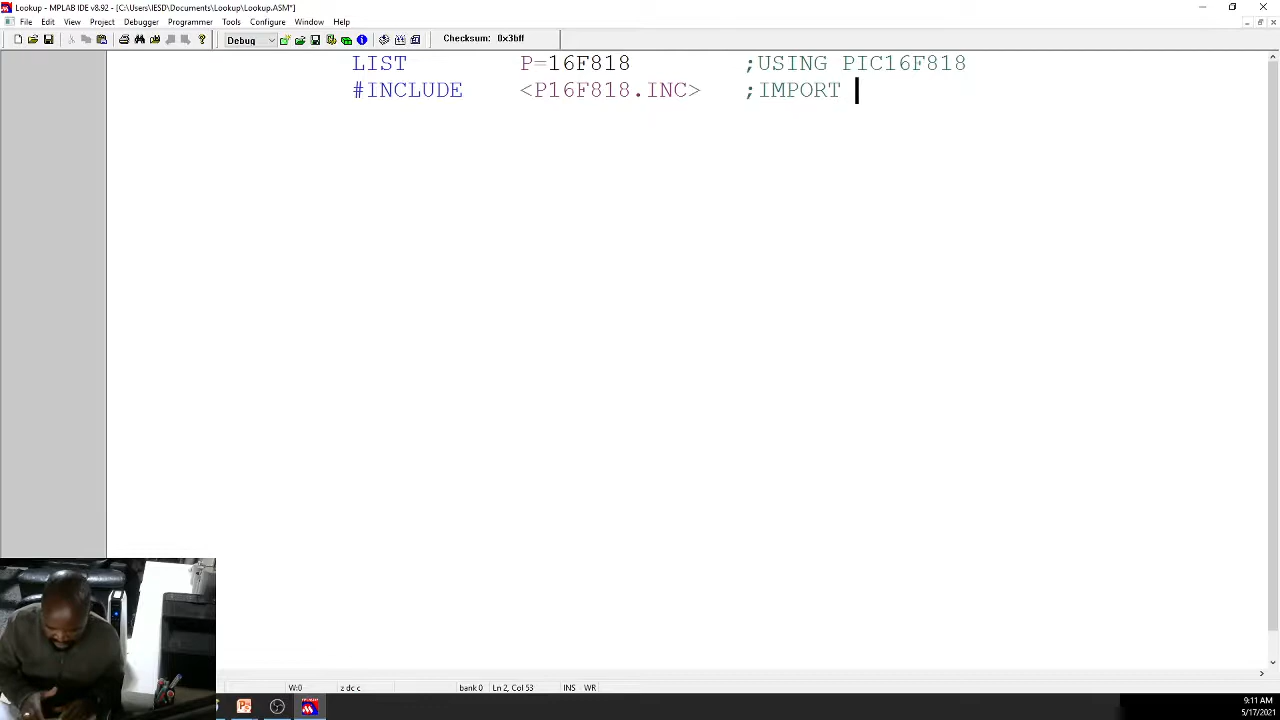 Lookup - MPLAB IDE v8.92 - [C:\Users\IESD\Documents\Lookup\Lookup.ASM*]
File Edit View Project Debugger Programmer Tools Configure Window Help
Debug Checksum: 0x3bff
LIST P=16F818 ;USING PIC16F818
#INCLUDE <P16F818.INC> ;IMPORT
W:0 z dc c bank 0 Ln 2, Col 53 INS WR
9:11 AM
5/17/2021